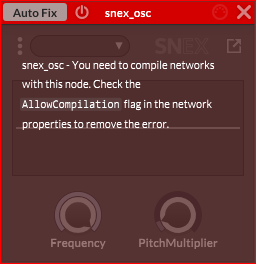 Auto Fix snex_osc
SNEX
snex_osc - You need to compile networks
with this node. Check the
AllowCompilation flag in the network
properties to remove the error.
Frequency PitchMultiplier